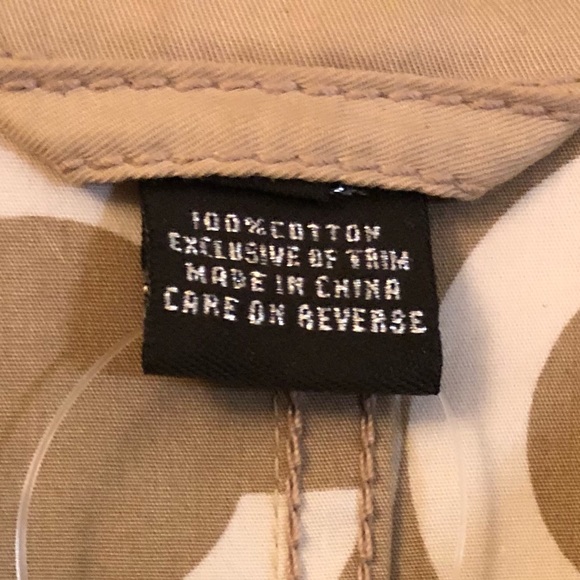 100% COTTON
EXCLUSIVE OF TRIM
MADE IN CHINA
CARE ON REVERSE